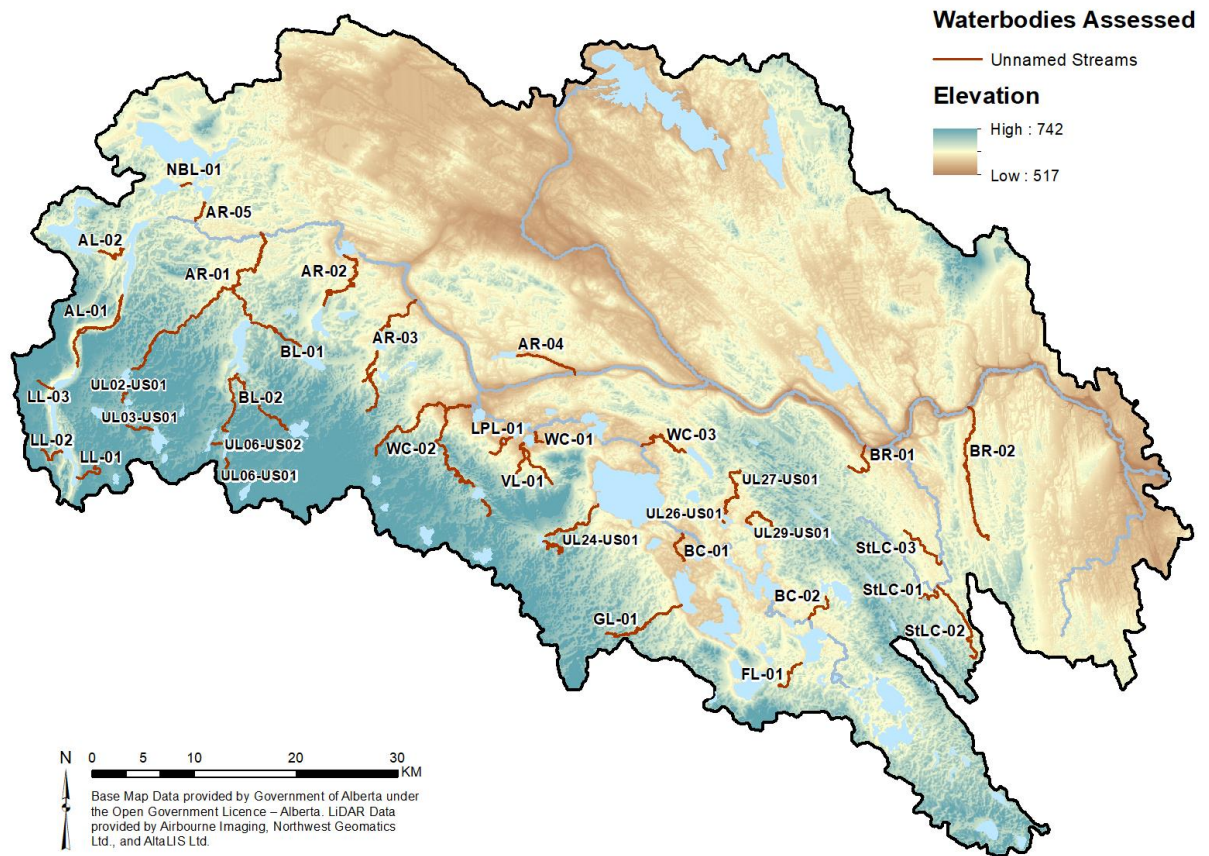 Waterbodies Assessed
Unnamed Streams
Elevation
High : 742
Low : 517
NBL-01
AR-05
AL-02
AR-01
AR-02
AL-01
AR-03
BL-01
AR-04
UL02-US01
LL-03
BL-02
UL03-US01
LPL-01
WC-01
WC-03
LL-02
UL06-US02
WC-02
LL-01
BR-01
BR-02
UL06-US01
VL-01
UL27-US01
UL26-US01
UL29-US01
UL24-US01
BC-01
StLC-03
StLC-01
BC-02
GL-01
StLC-02
FL-01
N
0 5 10 20 30
KM
Base Map Data provided by Government of Alberta under
the Open Government Licence – Alberta. LiDAR Data
provided by Airbourne Imaging, Northwest Geomatics
Ltd., and AltaLIS Ltd.